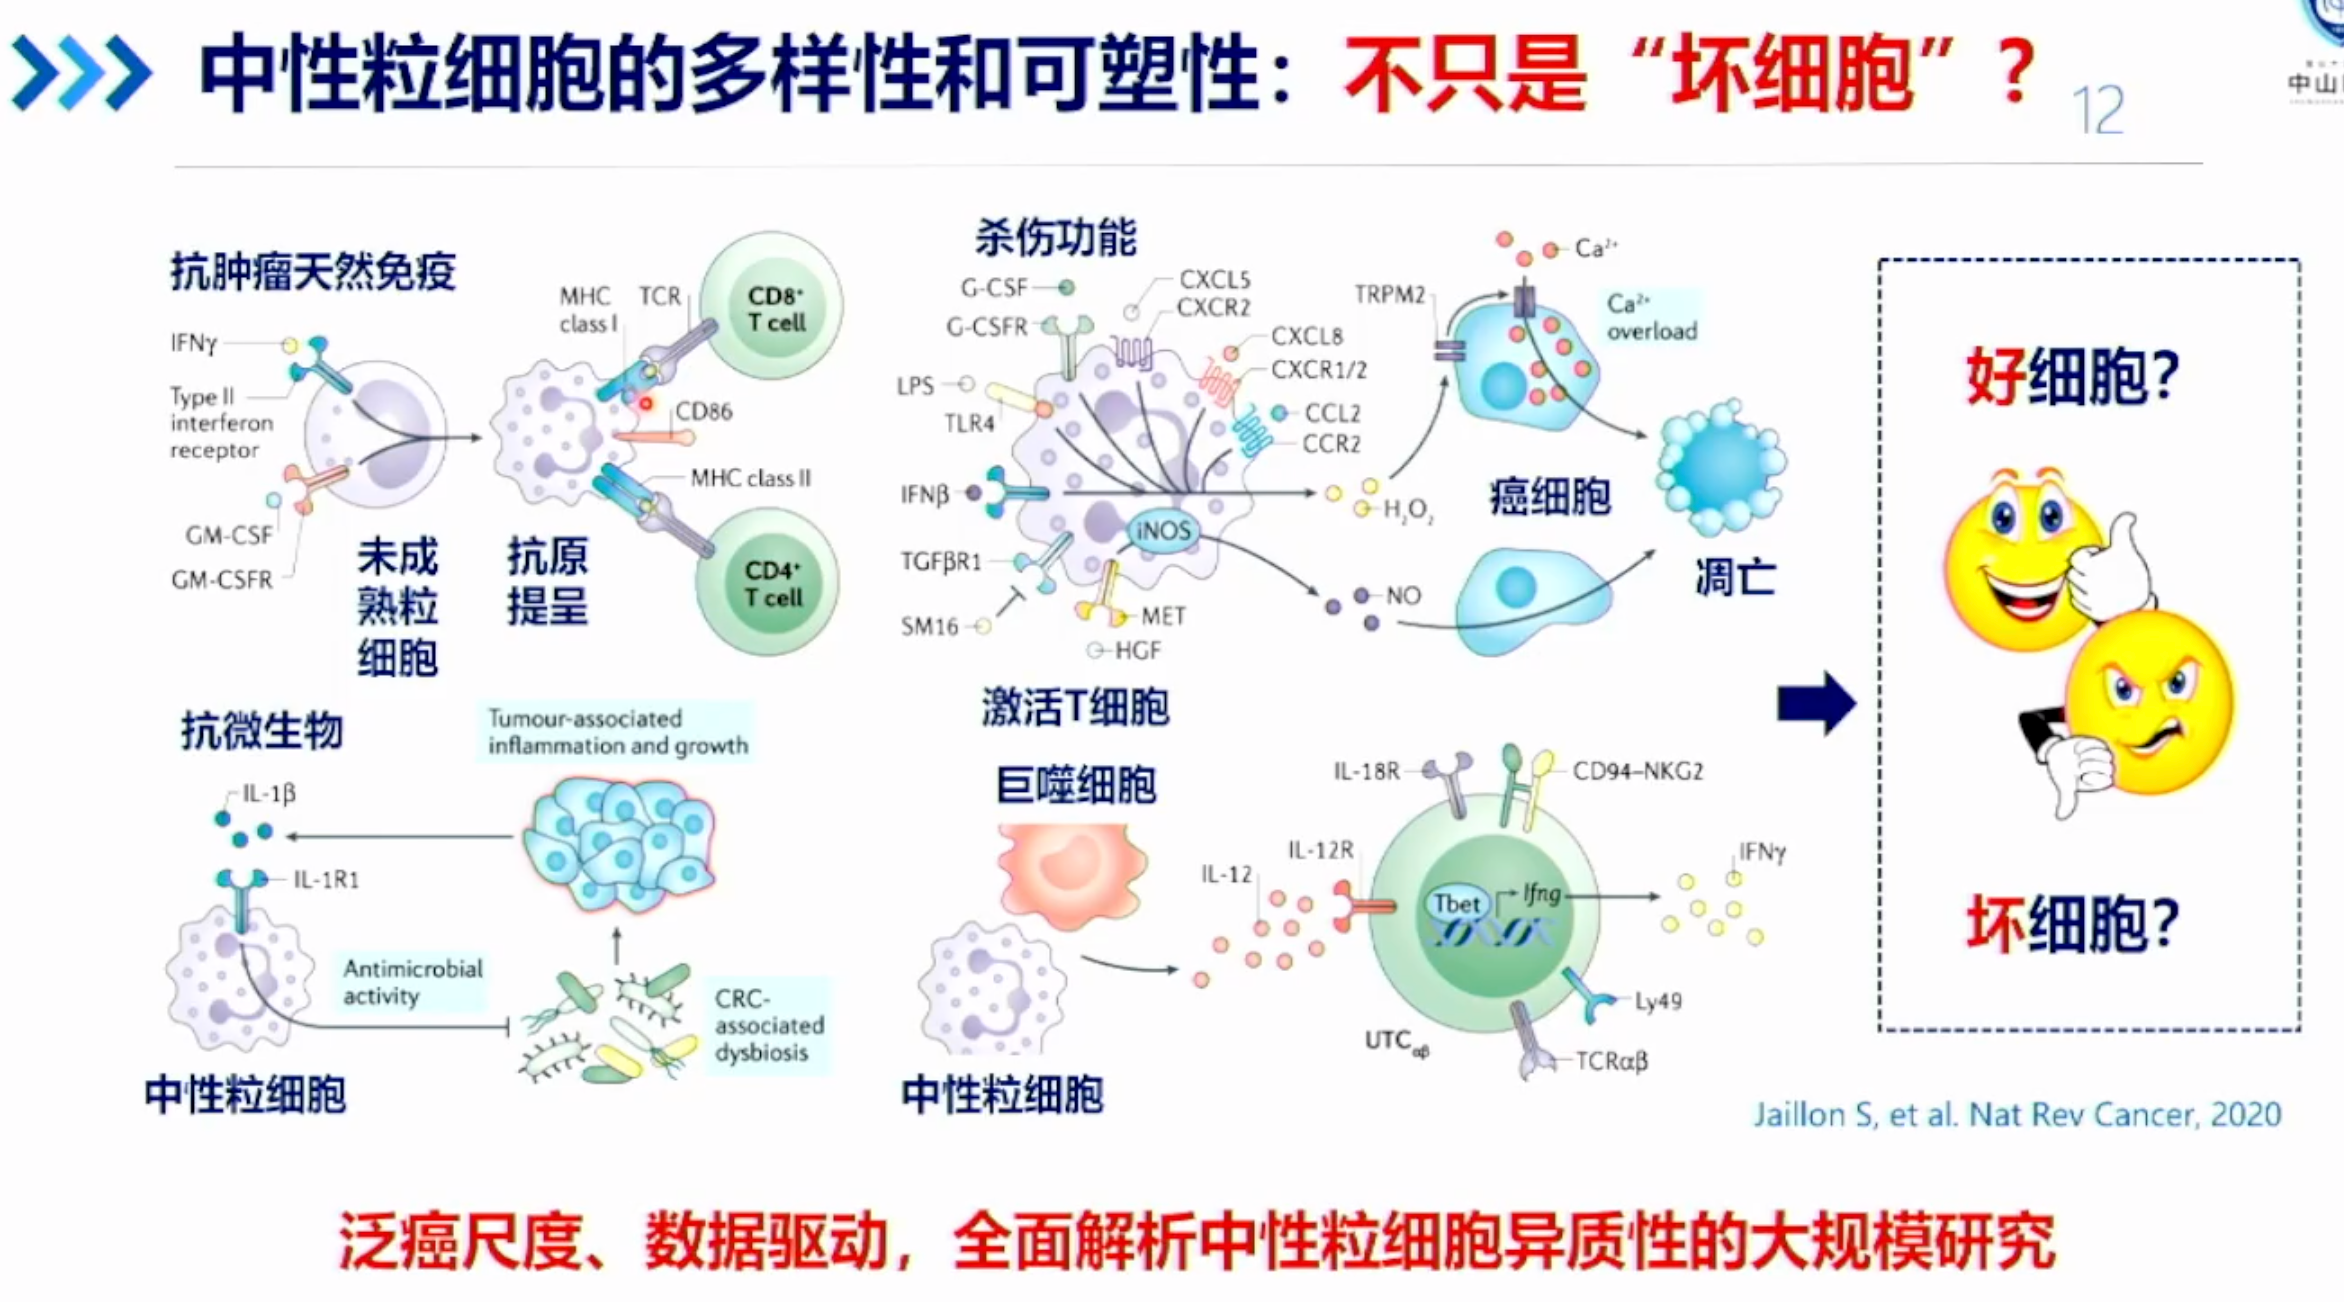 中性粒细胞的多样性和可塑性：不只是“坏细胞”？
12
中山
抗肿瘤天然免疫
IFNγ
Type II
interferon
receptor
GM-CSF
GM-CSFR
未成
熟粒
细胞
抗原
提呈
MHC
class I
TCR
CD8⁺
T cell
CD86
MHC class II
CD4⁺
T cell
杀伤功能
G-CSF
G-CSFR
CXCL5
CXCR2
CXCL8
CXCR1/2
LPS
TLR4
CCL2
CCR2
IFNβ
iNOS
TGFβR1
SM16
MET
HGF
H₂O₂
NO
TRPM2
Ca²⁺
Ca²⁺
overload
癌细胞
凋亡
抗微生物
Tumour-associated
inflammation and growth
IL-1β
IL-1R1
Antimicrobial
activity
CRC-
associated
dysbiosis
中性粒细胞
激活T细胞
巨噬细胞
中性粒细胞
IL-12
IL-12R
IL-18R
CD94–NKG2
Tbet
Ifng
IFNγ
Ly49
TCRαβ
UTCαβ
好细胞？
坏细胞？
Jaillon S, et al. Nat Rev Cancer, 2020
泛癌尺度、数据驱动，全面解析中性粒细胞异质性的大规模研究